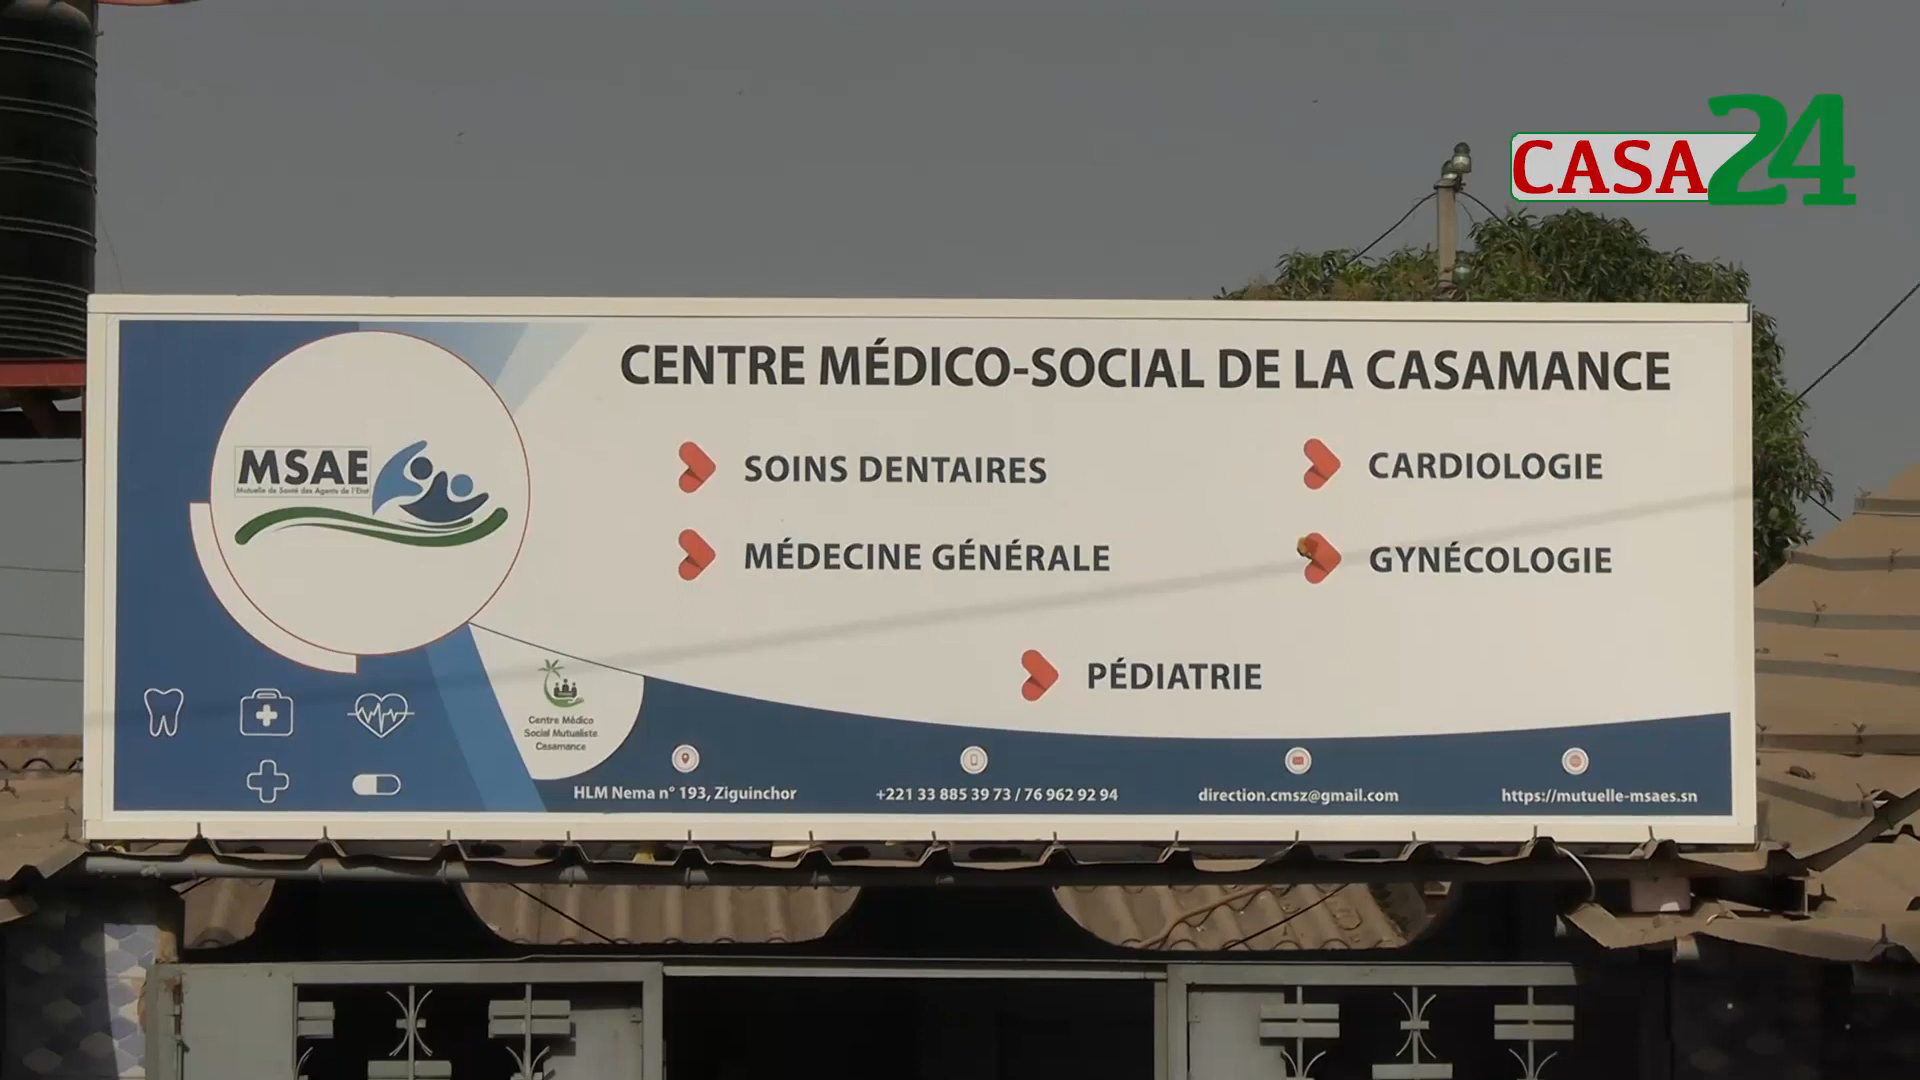 CASA24
CENTRE MÉDICO-SOCIAL DE LA CASAMANCE
MSAE
Mutuelle de Santé des Agents de l'Etat
SOINS DENTAIRES
CARDIOLOGIE
MÉDECINE GÉNÉRALE
GYNÉCOLOGIE
PÉDIATRIE
Centre Médico
Social Mutualiste
Casamance
HLM Nema n° 193, Ziguinchor
+221 33 885 39 73 / 76 962 92 94
direction.cmsz@gmail.com
https://mutuelle-msaes.sn